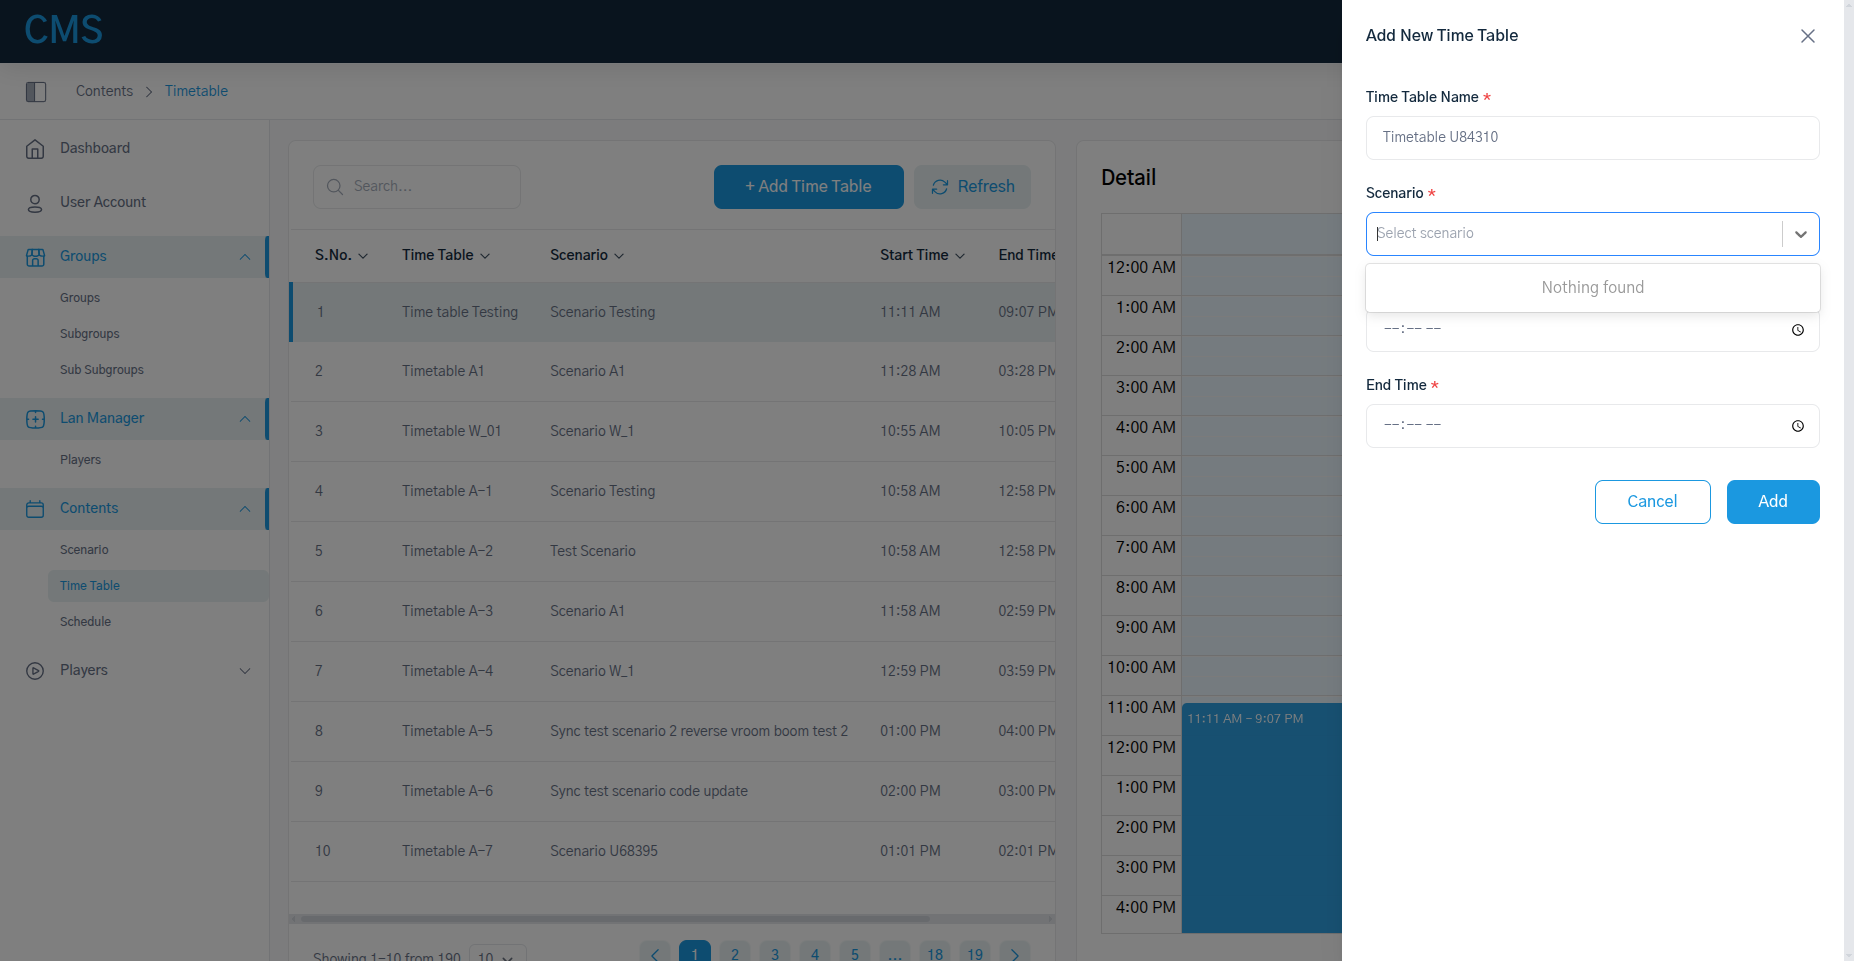 CMS
Contents > Timetable
Dashboard
User Account
Groups
Groups
Subgroups
Sub Subgroups
Lan Manager
Players
Contents
Scenario
Time Table
Schedule
Players
Search...
+ Add Time Table
Refresh
S.No. Time Table Scenario Start Time End Time
1 Time table Testing Scenario Testing 11:11 AM 09:07 PM
2 Timetable A1 Scenario A1 11:28 AM 03:28 PM
3 Timetable W_01 Scenario W_1 10:55 AM 10:05 PM
4 Timetable A-1 Scenario Testing 10:58 AM 12:58 PM
5 Timetable A-2 Test Scenario 10:58 AM 12:58 PM
6 Timetable A-3 Scenario A1 11:58 AM 02:59 PM
7 Timetable A-4 Scenario W_1 12:59 PM 03:59 PM
8 Timetable A-5 Sync test scenario 2 reverse vroom boom test 2 01:00 PM 04:00 PM
9 Timetable A-6 Sync test scenario code update 02:00 PM 03:00 PM
10 Timetable A-7 Scenario U68395 01:01 PM 02:01 PM
Showing 1-10 from 190 10
1 2 3 4 5 ... 18 19
Detail
12:00 AM
1:00 AM
2:00 AM
3:00 AM
4:00 AM
5:00 AM
6:00 AM
7:00 AM
8:00 AM
9:00 AM
10:00 AM
11:00 AM
11:11 AM - 9:07 PM
12:00 PM
1:00 PM
2:00 PM
3:00 PM
4:00 PM
Add New Time Table
Time Table Name *
Timetable U84310
Scenario *
Select scenario
Nothing found
--:-- --
End Time *
--:-- --
Cancel
Add